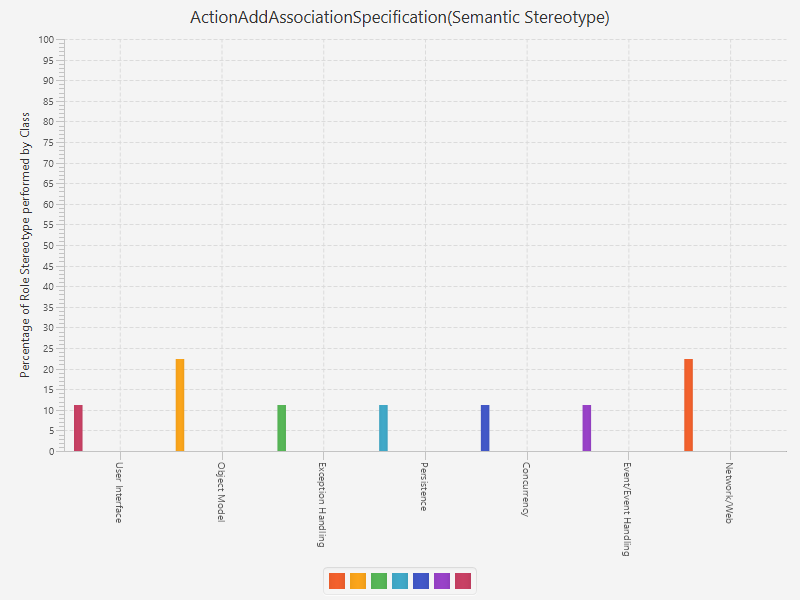 ActionAddAssociationSpecification(Semantic Stereotype)
Percentage of Role Stereotype performed by Class
100
95
90
85
80
75
70
65
60
55
50
45
40
35
30
25
20
15
10
5
0
User Interface
Object Model
Exception Handling
Persistence
Concurrency
Event/Event Handling
Network/Web